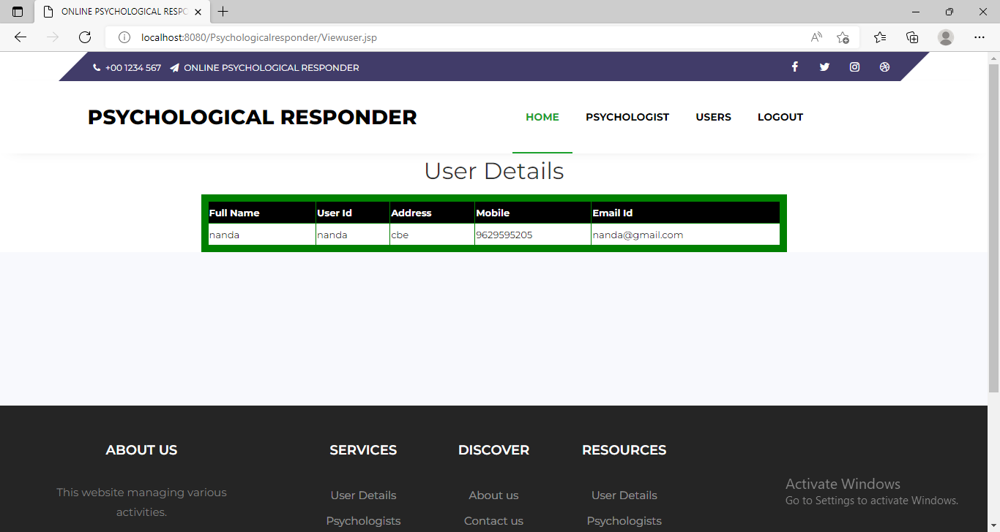 ONLINE PSYCHOLOGICAL RESPO
localhost:8080/Psychologicalresponder/Viewuser.jsp
+00 1234 567 ONLINE PSYCHOLOGICAL RESPONDER
PSYCHOLOGICAL RESPONDER HOME PSYCHOLOGIST USERS LOGOUT
User Details
Full Name User Id Address Mobile Email Id
nanda nanda cbe 9629595205 nanda@gmail.com
ABOUT US SERVICES DISCOVER RESOURCES
This website managing various
activities.
User Details About us User Details
Psychologists Contact us Psychologists
Activate Windows
Go to Settings to activate Windows.